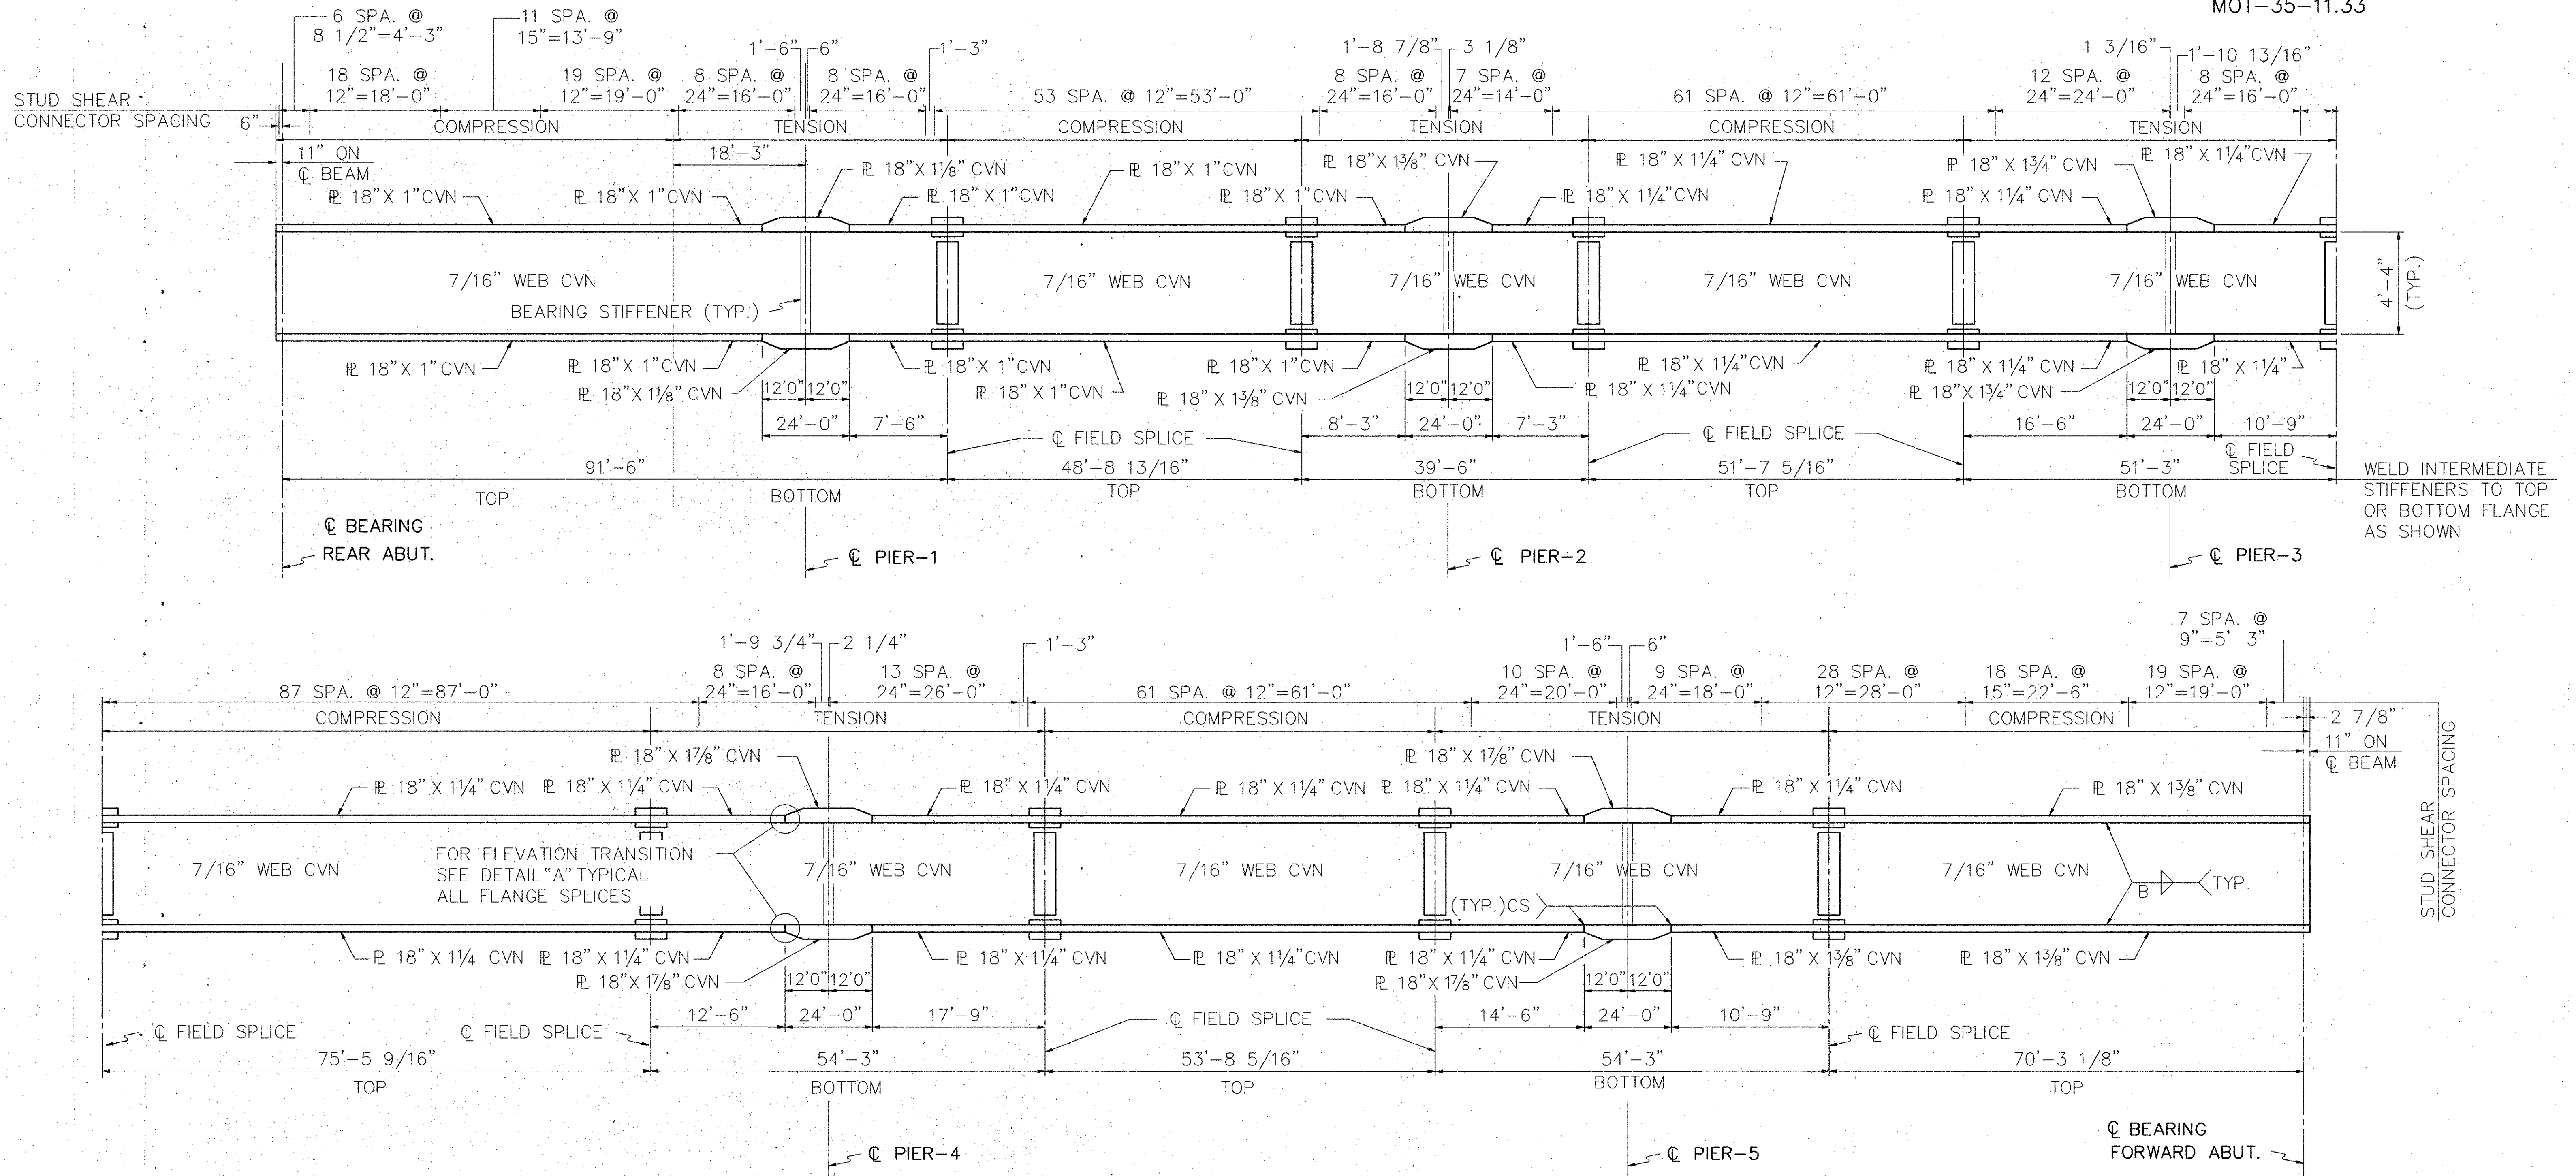 MOT-35-11.33
6 SPA. @
8 1/2"=4'-3"
11 SPA. @
15"=13'-9"
1'-6"
6"
1'-3"
1'-8 7/8"
3 1/8"
1 3/16"
1'-10 13/16"
18 SPA. @
12"=18'-0"
19 SPA. @
12"=19'-0"
8 SPA. @
24"=16'-0"
8 SPA. @
24"=16'-0"
53 SPA. @ 12"=53'-0"
8 SPA. @
24"=16'-0"
7 SPA. @
24"=14'-0"
61 SPA. @ 12"=61'-0"
12 SPA. @
24"=24'-0"
8 SPA. @
24"=16'-0"
STUD SHEAR
CONNECTOR SPACING
6"
COMPRESSION
TENSION
COMPRESSION
TENSION
COMPRESSION
TENSION
11" ON
℄ BEAM
18'-3"
℄ 18" X 1⅛" CVN
℄ 18" X 1" CVN
℄ 18" X 1⅜" CVN
℄ 18" X 1¼" CVN
℄ 18" X 1¾" CVN
℄ 18" X 1¼" CVN
℄ 18" X 1" CVN
℄ 18" X 1" CVN
℄ 18" X 1" CVN
℄ 18" X 1" CVN
℄ 18" X 1¼" CVN
℄ 18" X 1¼" CVN
7/16" WEB CVN
7/16" WEB CVN
7/16" WEB CVN
7/16" WEB CVN
7/16" WEB CVN
4'-4"
(TYP.)
BEARING STIFFENER (TYP.)
℄ 18" X 1" CVN
℄ 18" X 1" CVN
℄ 18" X 1" CVN
℄ 18" X 1" CVN
℄ 18" X 1¼" CVN
℄ 18" X 1¼" CVN
℄ 18" X 1¼"
℄ 18" X 1⅛" CVN
℄ 18" X 1" CVN
℄ 18" X 1⅜" CVN
℄ 18" X 1¼" CVN
℄ 18" X 1¾" CVN
12'0" 12'0"
12'0" 12'0"
12'0" 12'0"
24'-0"
7'-6"
8'-3"
24'-0"
7'-3"
16'-6"
24'-0"
10'-9"
℄ FIELD SPLICE
℄ FIELD SPLICE
℄ FIELD
SPLICE
91'-6"
48'-8 13/16"
39'-6"
51'-7 5/16"
51'-3"
TOP
BOTTOM
TOP
BOTTOM
TOP
BOTTOM
WELD INTERMEDIATE
STIFFENERS TO TOP
OR BOTTOM FLANGE
AS SHOWN
℄ BEARING
REAR ABUT.
℄ PIER-1
℄ PIER-2
℄ PIER-3
1'-9 3/4"
2 1/4"
1'-3"
1'-6"
6"
7 SPA. @
9"=5'-3"
87 SPA. @ 12"=87'-0"
8 SPA. @
24"=16'-0"
13 SPA. @
24"=26'-0"
61 SPA. @ 12"=61'-0"
10 SPA. @
24"=20'-0"
9 SPA. @
24"=18'-0"
28 SPA. @
12"=28'-0"
18 SPA. @
15"=22'-6"
19 SPA. @
12"=19'-0"
COMPRESSION
TENSION
COMPRESSION
TENSION
COMPRESSION
2 7/8"
11" ON
℄ BEAM
STUD SHEAR
CONNECTOR SPACING
℄ 18" X 1⅞" CVN
℄ 18" X 1⅞" CVN
℄ 18" X 1¼" CVN
℄ 18" X 1¼" CVN
℄ 18" X 1¼" CVN
℄ 18" X 1¼" CVN
℄ 18" X 1¼" CVN
℄ 18" X 1¼" CVN
℄ 18" X 1⅜" CVN
7/16" WEB CVN
FOR ELEVATION TRANSITION
SEE DETAIL "A" TYPICAL
ALL FLANGE SPLICES
7/16" WEB CVN
7/16" WEB CVN
7/16" WEB CVN
7/16" WEB CVN
B
TYP.
(TYP.)CS
℄ 18" X 1¼ CVN
℄ 18" X 1¼" CVN
℄ 18" X 1¼" CVN
℄ 18" X 1¼" CVN
℄ 18" X 1¼" CVN
℄ 18" X 1⅜" CVN
℄ 18" X 1⅜" CVN
℄ 18" X 1⅞" CVN
℄ 18" X 1⅞" CVN
12'0" 12'0"
12'0" 12'0"
12'-6"
24'-0"
17'-9"
14'-6"
24'-0"
10'-9"
℄ FIELD SPLICE
℄ FIELD SPLICE
℄ FIELD SPLICE
℄ FIELD SPLICE
75'-5 9/16"
54'-3"
53'-8 5/16"
54'-3"
70'-3 1/8"
TOP
BOTTOM
TOP
BOTTOM
TOP
℄ PIER-4
℄ PIER-5
℄ BEARING
FORWARD ABUT.